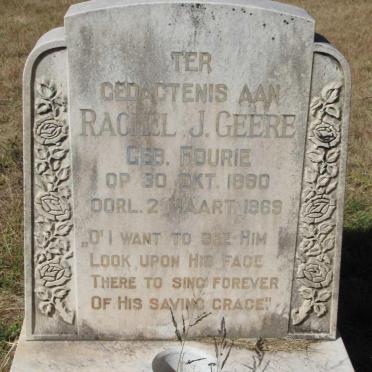 TER
GEDAGTENIS AAN
RACHEL J. GEERE
GEB. FOURIE
OP 30 OKT. 1890
OORL. 2 MAART 1969
„O' I WANT TO SEE HIM
LOOK UPON HIS FACE
THERE TO SING FOREVER
OF HIS SAVING GRACE"